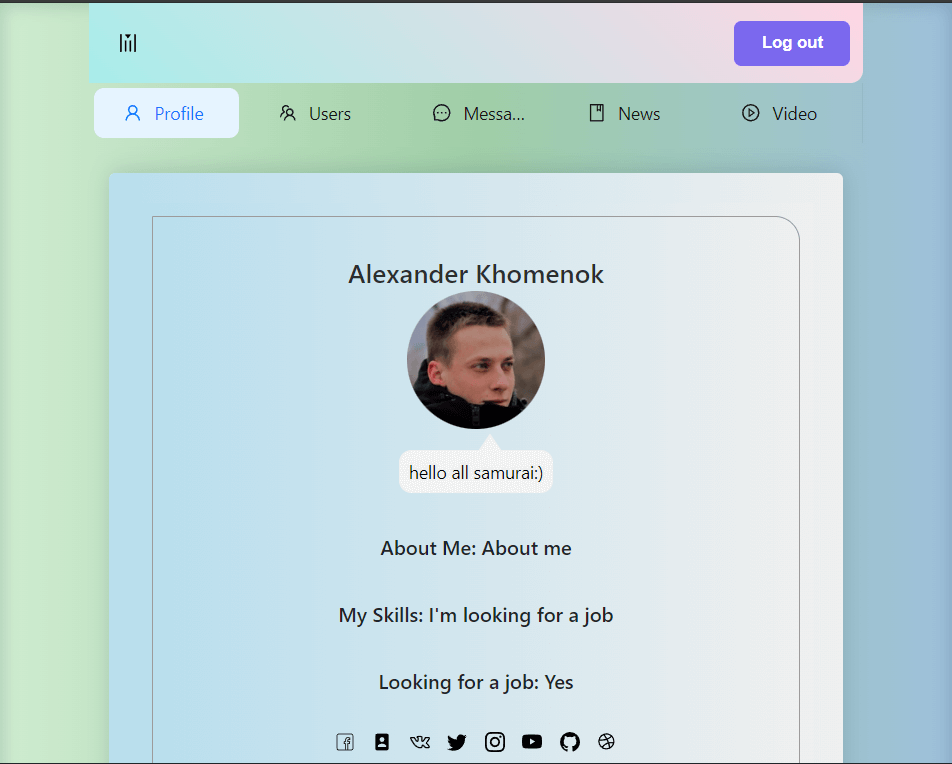 Log out
Profile Users Messa... News Video
Alexander Khomenok
hello all samurai:)
About Me: About me
My Skills: I'm looking for a job
Looking for a job: Yes